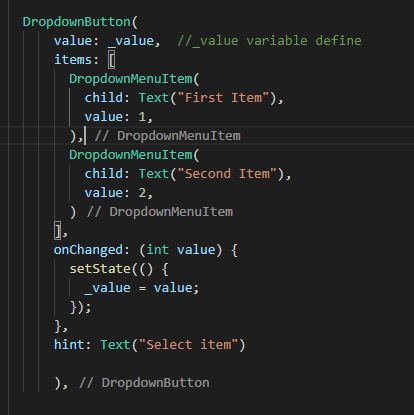 DropdownButton(
value: _value,  //_value variable define
items: [
DropdownMenuItem(
child: Text("First Item"),
value: 1,
), // DropdownMenuItem
DropdownMenuItem(
child: Text("Second Item"),
value: 2,
) // DropdownMenuItem
],
onChanged: (int value) {
setState(() {
_value = value;
});
},
hint: Text("Select item")
), // DropdownButton